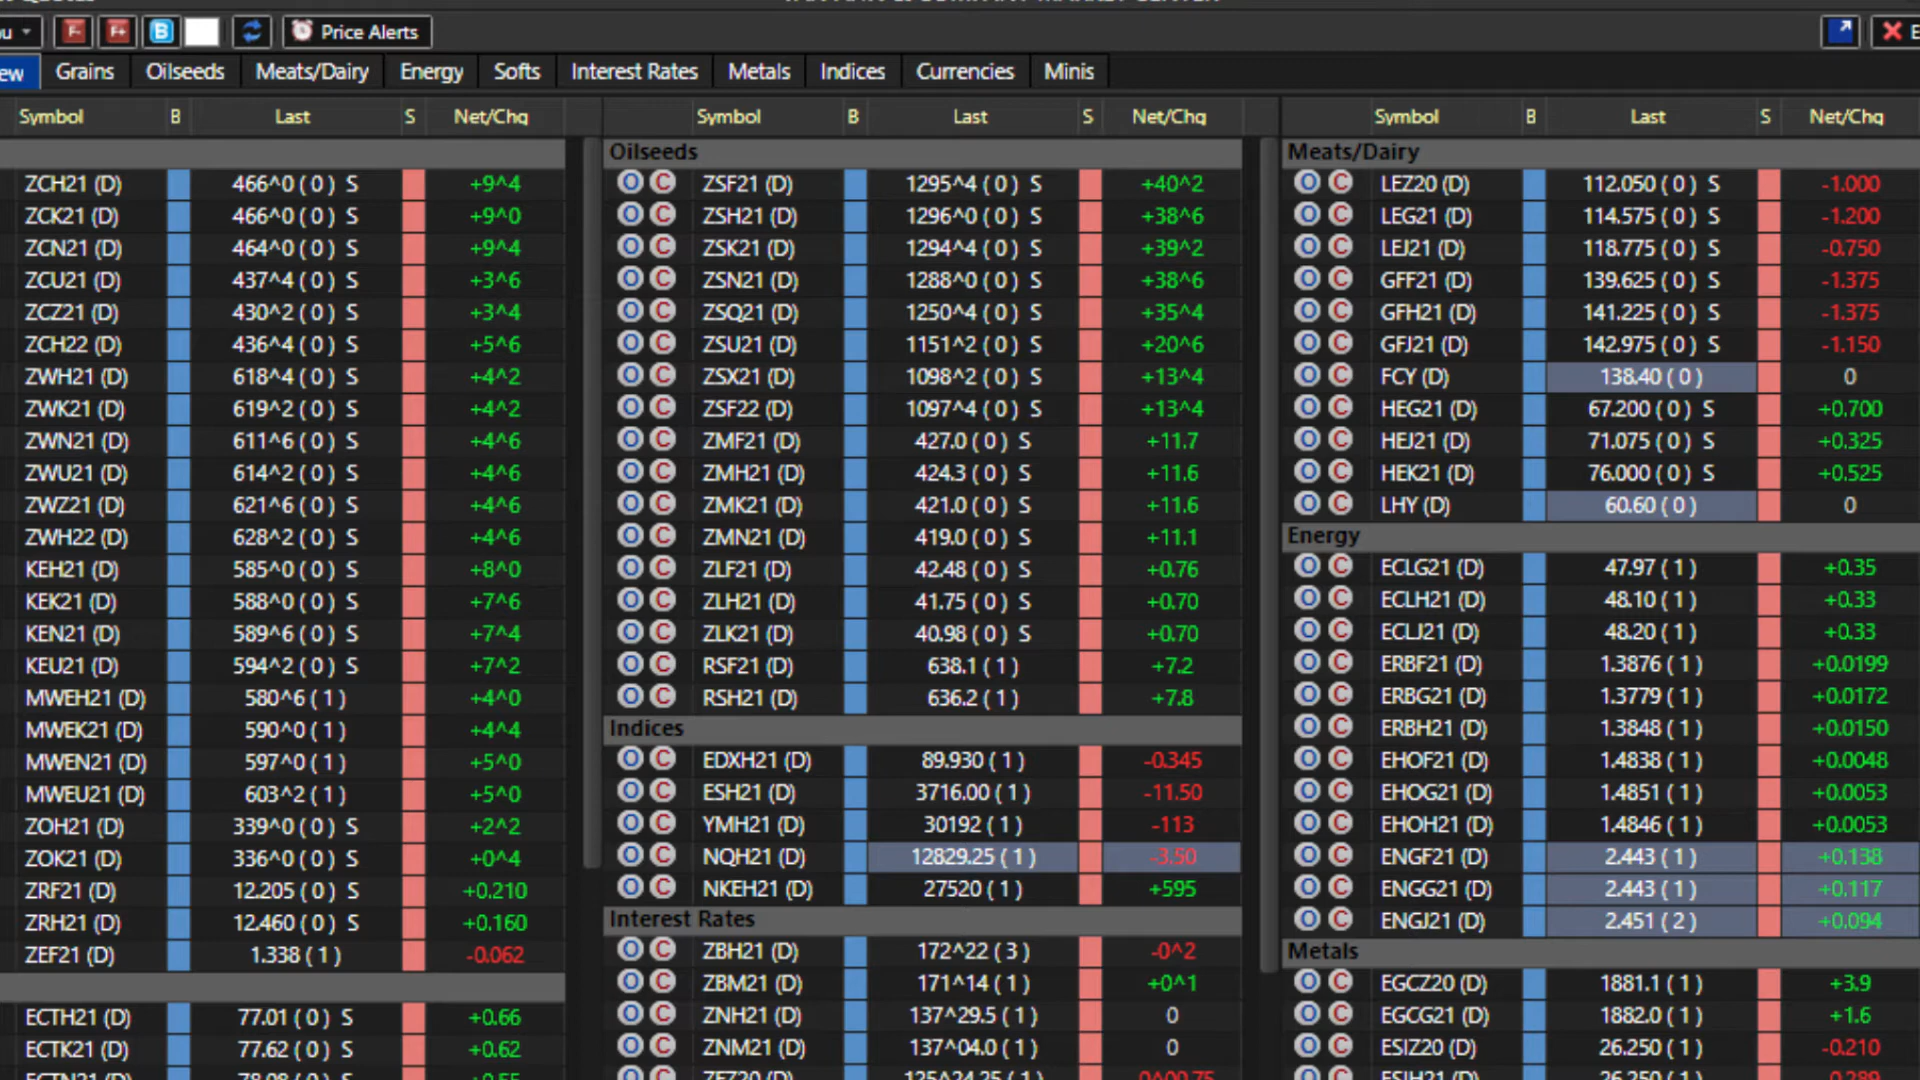 Price Alerts
Grains Oilseeds Meats/Dairy Energy Softs Interest Rates Metals Indices Currencies Minis
Symbol B Last S Net/Chg
ZCH21 (D) 466^0 ( 0 ) S +9^4
ZCK21 (D) 466^0 ( 0 ) S +9^0
ZCN21 (D) 464^0 ( 0 ) S +9^4
ZCU21 (D) 437^4 ( 0 ) S +3^6
ZCZ21 (D) 430^2 ( 0 ) S +3^4
ZCH22 (D) 436^4 ( 0 ) S +5^6
ZWH21 (D) 618^4 ( 0 ) S +4^2
ZWK21 (D) 619^2 ( 0 ) S +4^2
ZWN21 (D) 611^6 ( 0 ) S +4^6
ZWU21 (D) 614^2 ( 0 ) S +4^6
ZWZ21 (D) 621^6 ( 0 ) S +4^6
ZWH22 (D) 628^2 ( 0 ) S +4^6
KEH21 (D) 585^0 ( 0 ) S +8^0
KEK21 (D) 588^0 ( 0 ) S +7^6
KEN21 (D) 589^6 ( 0 ) S +7^4
KEU21 (D) 594^2 ( 0 ) S +7^2
MWEH21 (D) 580^6 ( 1 ) +4^0
MWEK21 (D) 590^0 ( 1 ) +4^4
MWEN21 (D) 597^0 ( 1 ) +5^0
MWEU21 (D) 603^2 ( 1 ) +5^0
ZOH21 (D) 339^0 ( 0 ) S +2^2
ZOK21 (D) 336^0 ( 0 ) S +0^4
ZRF21 (D) 12.205 ( 0 ) S +0.210
ZRH21 (D) 12.460 ( 0 ) S +0.160
ZEF21 (D) 1.338 ( 1 ) -0.062
ECTH21 (D) 77.01 ( 0 ) S +0.66
ECTK21 (D) 77.62 ( 0 ) S +0.62
Symbol B Last S Net/Chg
Oilseeds
O C ZSF21 (D) 1295^4 ( 0 ) S +40^2
O C ZSH21 (D) 1296^0 ( 0 ) S +38^6
O C ZSK21 (D) 1294^4 ( 0 ) S +39^2
O C ZSN21 (D) 1288^0 ( 0 ) S +38^6
O C ZSQ21 (D) 1250^4 ( 0 ) S +35^4
O C ZSU21 (D) 1151^2 ( 0 ) S +20^6
O C ZSX21 (D) 1098^2 ( 0 ) S +13^4
O C ZSF22 (D) 1097^4 ( 0 ) S +13^4
O C ZMF21 (D) 427.0 ( 0 ) S +11.7
O C ZMH21 (D) 424.3 ( 0 ) S +11.6
O C ZMK21 (D) 421.0 ( 0 ) S +11.6
O C ZMN21 (D) 419.0 ( 0 ) S +11.1
O C ZLF21 (D) 42.48 ( 0 ) S +0.76
O C ZLH21 (D) 41.75 ( 0 ) S +0.70
O C ZLK21 (D) 40.98 ( 0 ) S +0.70
O C RSF21 (D) 638.1 ( 1 ) +7.2
O C RSH21 (D) 636.2 ( 1 ) +7.8
Indices
O C EDXH21 (D) 89.930 ( 1 ) -0.345
O C ESH21 (D) 3716.00 ( 1 ) -11.50
O C YMH21 (D) 30192 ( 1 ) -113
O C NQH21 (D) 12829.25 ( 1 ) -3.50
O C NKEH21 (D) 27520 ( 1 ) +595
Interest Rates
O C ZBH21 (D) 172^22 ( 3 ) -0^2
O C ZBM21 (D) 171^14 ( 1 ) +0^1
O C ZNH21 (D) 137^29.5 ( 1 ) 0
O C ZNM21 (D) 137^04.0 ( 1 ) 0
Symbol B Last S Net/Chg
Meats/Dairy
O C LEZ20 (D) 112.050 ( 0 ) S -1.000
O C LEG21 (D) 114.575 ( 0 ) S -1.200
O C LEJ21 (D) 118.775 ( 0 ) S -0.750
O C GFF21 (D) 139.625 ( 0 ) S -1.375
O C GFH21 (D) 141.225 ( 0 ) S -1.375
O C GFJ21 (D) 142.975 ( 0 ) S -1.150
O C FCY (D) 138.40 ( 0 ) 0
O C HEG21 (D) 67.200 ( 0 ) S +0.700
O C HEJ21 (D) 71.075 ( 0 ) S +0.325
O C HEK21 (D) 76.000 ( 0 ) S +0.525
O C LHY (D) 60.60 ( 0 ) 0
Energy
O C ECLG21 (D) 47.97 ( 1 ) +0.35
O C ECLH21 (D) 48.10 ( 1 ) +0.33
O C ECLJ21 (D) 48.20 ( 1 ) +0.33
O C ERBF21 (D) 1.3876 ( 1 ) +0.0199
O C ERBG21 (D) 1.3779 ( 1 ) +0.0172
O C ERBH21 (D) 1.3848 ( 1 ) +0.0150
O C EHOF21 (D) 1.4838 ( 1 ) +0.0048
O C EHOG21 (D) 1.4851 ( 1 ) +0.0053
O C EHOH21 (D) 1.4846 ( 1 ) +0.0053
O C ENGF21 (D) 2.443 ( 1 ) +0.138
O C ENGG21 (D) 2.443 ( 1 ) +0.117
O C ENGJ21 (D) 2.451 ( 2 ) +0.094
Metals
O C EGCZ20 (D) 1881.1 ( 1 ) +3.9
O C EGCG21 (D) 1882.0 ( 1 ) +1.6
O C ESIZ20 (D) 26.250 ( 1 ) -0.210